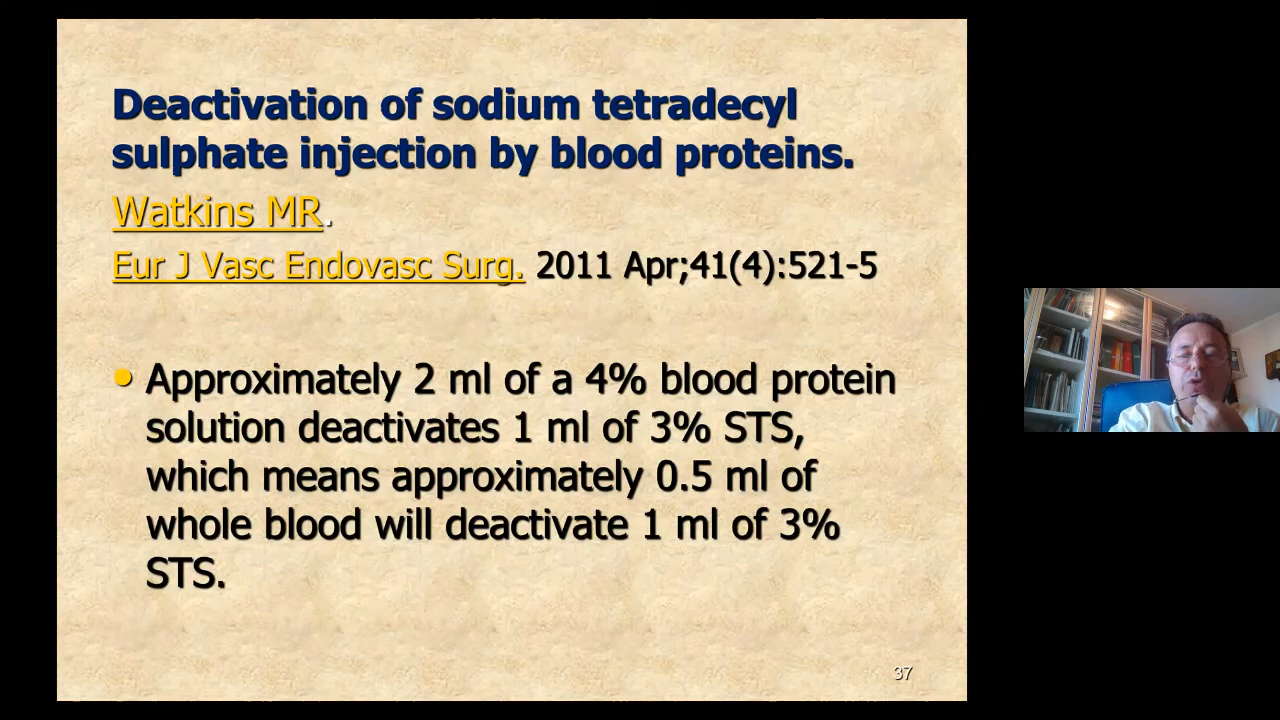 Deactivation of sodium tetradecyl
sulphate injection by blood proteins.
Watkins MR.
Eur J Vasc Endovasc Surg. 2011 Apr;41(4):521-5
• Approximately 2 ml of a 4% blood protein
solution deactivates 1 ml of 3% STS,
which means approximately 0.5 ml of
whole blood will deactivate 1 ml of 3%
STS.
37